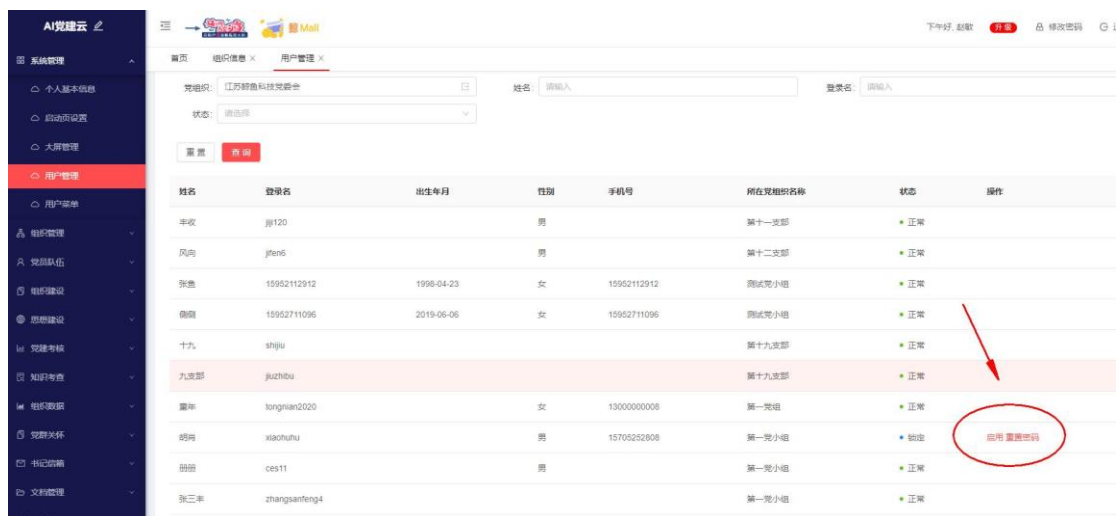 AI党建云
Mall
下午好, 赵敏 升级 修改密码
系统管理
首页 组织信息 × 用户管理 ×
个人基本信息
党组织: 江苏鲸鱼科技党委会 姓名: 请输入 登录名: 请输入
启动页设置
状态: 请选择
大屏管理
重置 查询
用户管理
姓名 登录名 出生年月 性别 手机号 所在党组织名称 状态 操作
用户菜单
丰收 jiji120 男 第十一支部 正常
组织管理
风向 jifen6 男 第十二支部 正常
党员队伍
张鱼 15952112912 1998-04-23 女 15952112912 测试党小组 正常
组织建设
侧侧 15952711096 2019-06-06 女 15952711096 测试党小组 正常
思想建设
十九 shijiu 第十九支部 正常
党建考核
九支部 jiuzhibu 第十九支部 正常
知识考查
童年 tongnian2020 女 13000000008 第一党组 正常
组织数据
胡 xiaohuhu 男 15705252808 第一党小组 锁定 启用 重置密码
党群关怀
册册 ces11 男 第一党小组 正常
书记信箱
张三丰 zhangsanfeng4 第一党小组 正常
文档管理